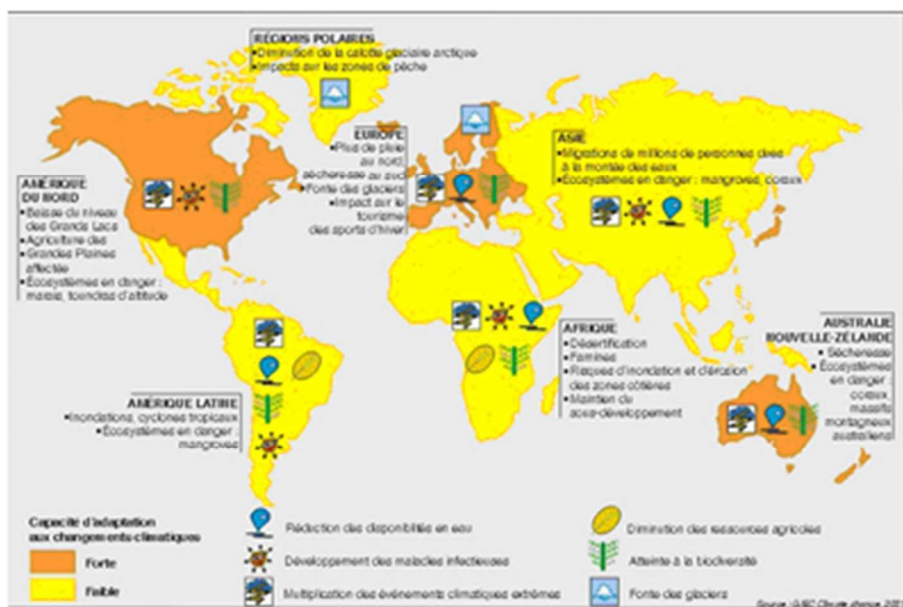 RÉGIONS POLAIRES
•Diminution de la calotte glaciaire arctique
•Impacts sur les zones de pêche
EUROPE
•Plus de pluie
au nord,
sécheresse au sud
•Fonte des glaciers
•Impact sur le
tourisme
des sports d'hiver
ASIE
•Migrations de millions de personnes dues
à la montée des eaux
•Écosystèmes en danger : mangroves, coraux
AMÉRIQUE
DU NORD
•Baisse du niveau
des Grands Lacs
•Agriculture des
Grandes Plaines
affectée
•Écosystèmes en danger :
marais, toundras d'altitude
AFRIQUE
•Désertification
•Famines
•Risques d'inondation et d'érosion
des zones côtières
•Maintien du
sous-développement
AUSTRALIE
NOUVELLE-ZÉLANDE
•Sécheresse
•Écosystèmes
en danger :
coraux,
massifs
montagneux
australiens
AMÉRIQUE LATINE
•Inondations, cyclones tropicaux
•Écosystèmes en danger :
mangroves
Capacité d'adaptation
aux changements climatiques
Forte
Faible
Réduction des disponibilités en eau
Développement des maladies infectieuses
Multiplication des événements climatiques extrêmes
Diminution des ressources agricoles
Atteinte à la biodiversité
Fonte des glaciers
Source : GIEC